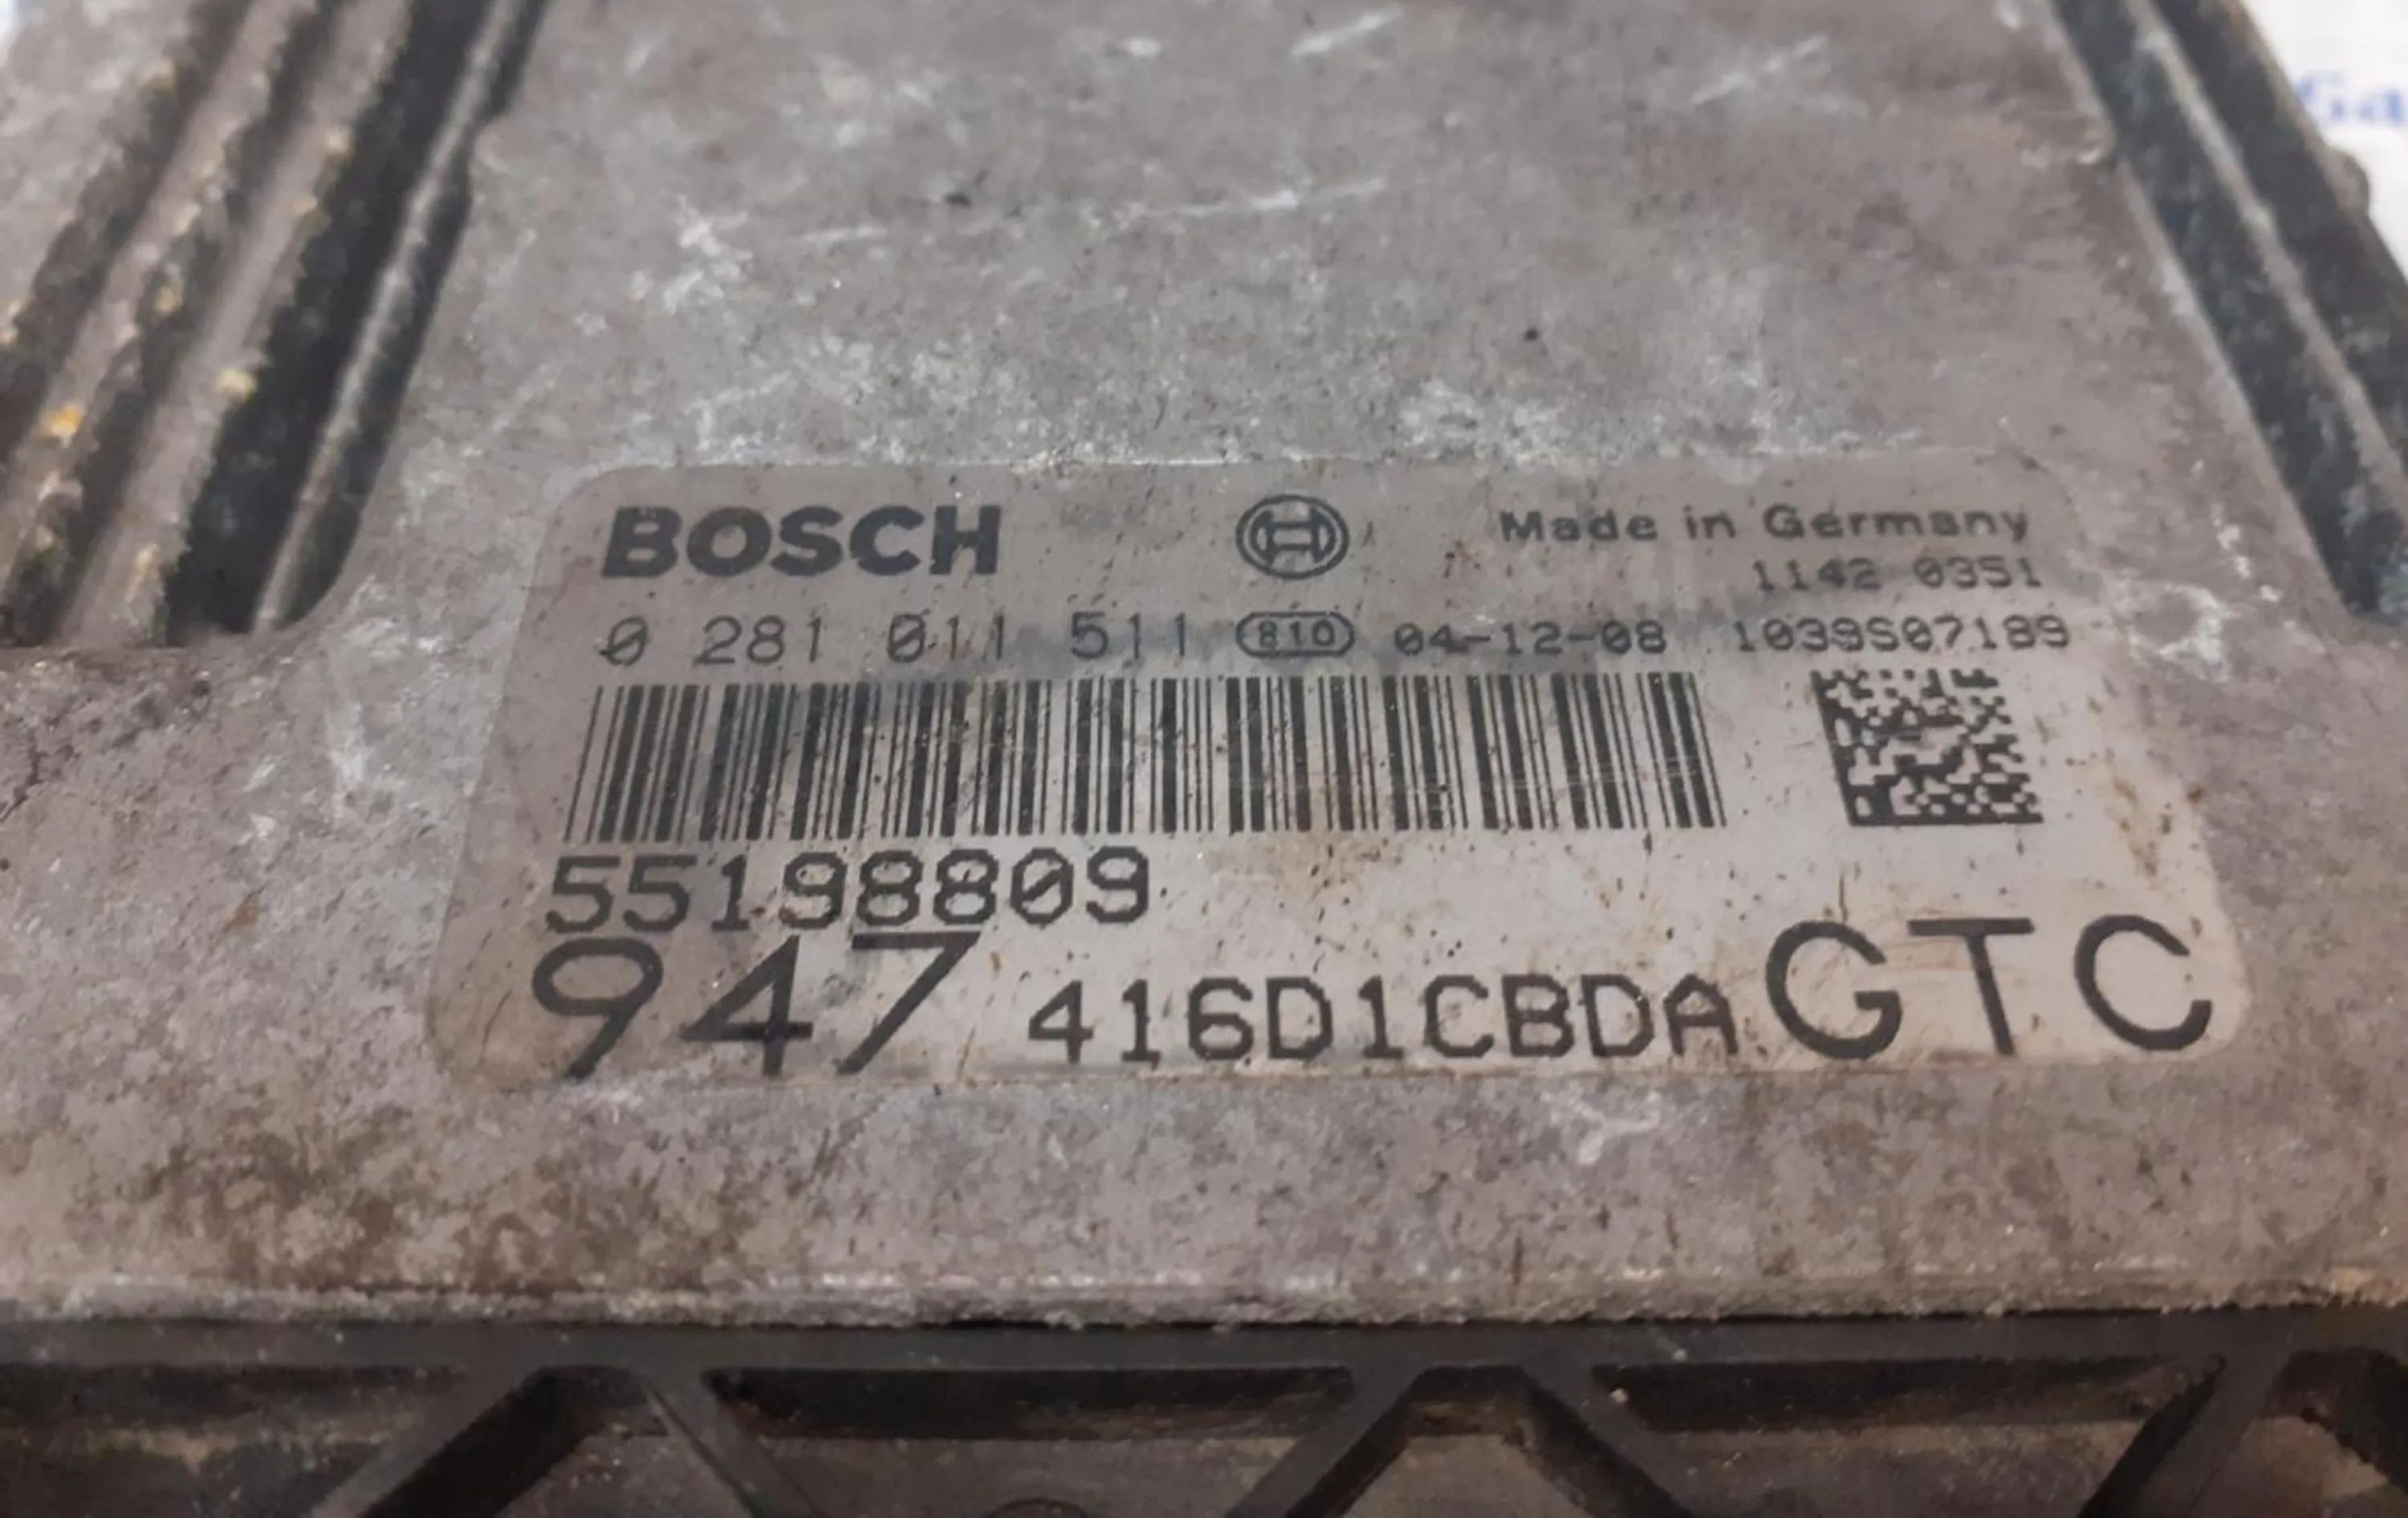 BOSCH Made in Germany
1142 0351
0 281 011 511 810 04-12-08 1039S07189
55198809
947 416D1CBDA GTC